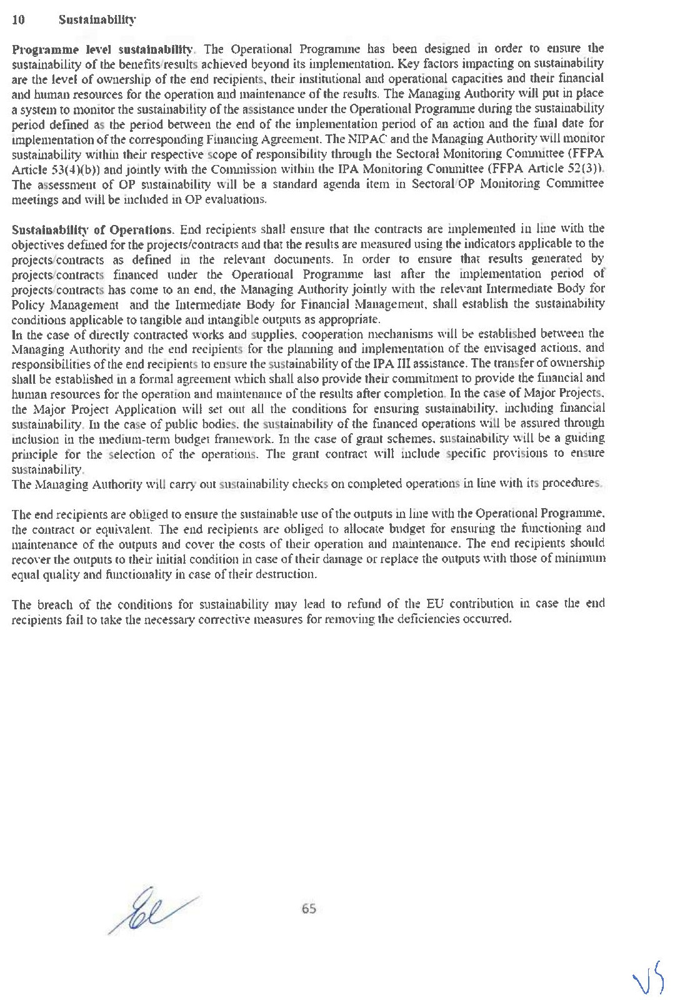 10 Sustainability
Programme level sustainability. The Operational Programme has been designed in order to ensure the
sustainability of the benefits/results achieved beyond its implementation. Key factors impacting on sustainability
are the level of ownership of the end recipients, their institutional and operational capacities and their financial
and human resources for the operation and maintenance of the results. The Managing Authority will put in place
a system to monitor the sustainability of the assistance under the Operational Programme during the sustainability
period defined as the period between the end of the implementation period of an action and the final date for
implementation of the corresponding Financing Agreement. The NIPAC and the Managing Authority will monitor
sustainability within their respective scope of responsibility through the Sectoral Monitoring Committee (FFPA
Article 53(4)(b)) and jointly with the Commission within the IPA Monitoring Committee (FFPA Article 52(3)).
The assessment of OP sustainability will be a standard agenda item in Sectoral/OP Monitoring Committee
meetings and will be included in OP evaluations.
Sustainability of Operations. End recipients shall ensure that the contracts are implemented in line with the
objectives defined for the projects/contracts and that the results are measured using the indicators applicable to the
projects/contracts as defined in the relevant documents. In order to ensure that results generated by
projects/contracts financed under the Operational Programme last after the implementation period of
projects/contracts has come to an end, the Managing Authority jointly with the relevant Intermediate Body for
Policy Management and the Intermediate Body for Financial Management, shall establish the sustainability
conditions applicable to tangible and intangible outputs as appropriate.
In the case of directly contracted works and supplies, cooperation mechanisms will be established between the
Managing Authority and the end recipients for the planning and implementation of the envisaged actions, and
responsibilities of the end recipients to ensure the sustainability of the IPA III assistance. The transfer of ownership
shall be established in a formal agreement which shall also provide their commitment to provide the financial and
human resources for the operation and maintenance of the results after completion. In the case of Major Projects,
the Major Project Application will set out all the conditions for ensuring sustainability, including financial
sustainability. In the case of public bodies, the sustainability of the financed operations will be assured through
inclusion in the medium-term budget framework. In the case of grant schemes, sustainability will be a guiding
principle for the selection of the operations. The grant contract will include specific provisions to ensure
sustainability.
The Managing Authority will carry out sustainability checks on completed operations in line with its procedures.
The end recipients are obliged to ensure the sustainable use of the outputs in line with the Operational Programme,
the contract or equivalent. The end recipients are obliged to allocate budget for ensuring the functioning and
maintenance of the outputs and cover the costs of their operation and maintenance. The end recipients should
recover the outputs to their initial condition in case of their damage or replace the outputs with those of minimum
equal quality and functionality in case of their destruction.
The breach of the conditions for sustainability may lead to refund of the EU contribution in case the end
recipients fail to take the necessary corrective measures for removing the deficiencies occurred.
65
VS